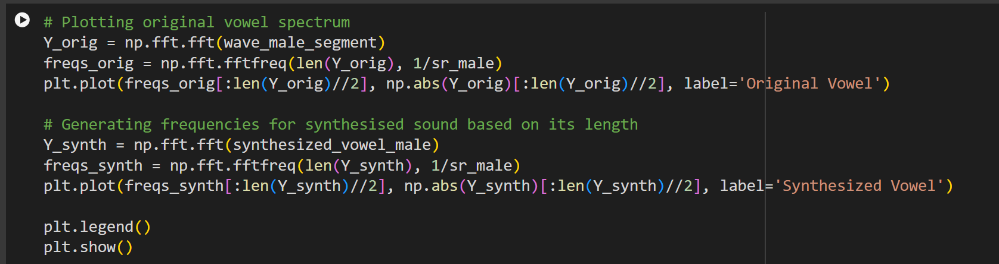 # Plotting original vowel spectrum
Y_orig = np.fft.fft(wave_male_segment)
freqs_orig = np.fft.fftfreq(len(Y_orig), 1/sr_male)
plt.plot(freqs_orig[:len(Y_orig)//2], np.abs(Y_orig)[:len(Y_orig)//2], label='Original Vowel')
# Generating frequencies for synthesised sound based on its length
Y_synth = np.fft.fft(synthesized_vowel_male)
freqs_synth = np.fft.fftfreq(len(Y_synth), 1/sr_male)
plt.plot(freqs_synth[:len(Y_synth)//2], np.abs(Y_synth)[:len(Y_synth)//2], label='Synthesized Vowel')
plt.legend()
plt.show()